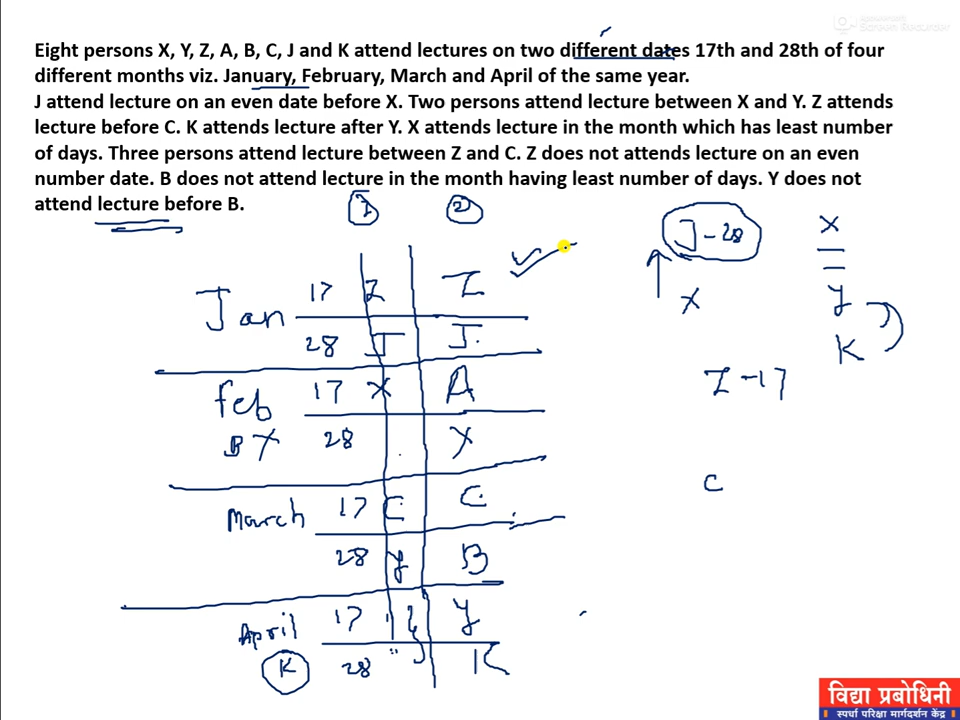 Eight persons X, Y, Z, A, B, C, J and K attend lectures on two different dates 17th and 28th of four
different months viz. January, February, March and April of the same year.
J attend lecture on an even date before X. Two persons attend lecture between X and Y. Z attends
lecture before C. K attends lecture after Y. X attends lecture in the month which has least number
of days. Three persons attend lecture between Z and C. Z does not attends lecture on an even
number date. B does not attend lecture in the month having least number of days. Y does not
attend lecture before B.
1 2
J - 28 X
Jan 17 Z Z
Y
X
28 J J.
K
Feb 17 X A
Z - 17
B X 28 X
C
March 17 C C
28 Y B
April 17 Y
K 28 K
विद्या प्रबोधिनी
स्पर्धा परिक्षा मार्गदर्शन केंद्र